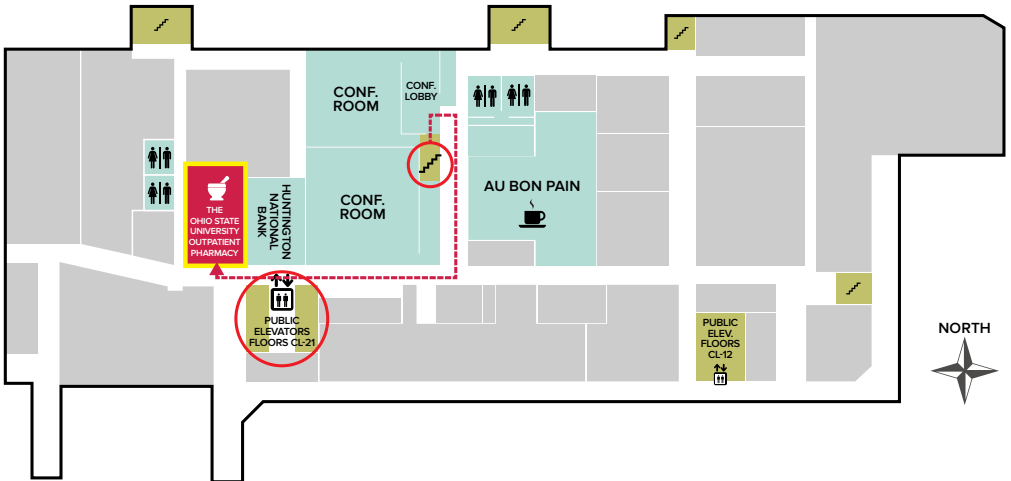 CONF.
ROOM
CONF.
LOBBY
THE
OHIO STATE
UNIVERSITY
OUTPATIENT
PHARMACY
HUNTINGTON
NATIONAL
BANK
CONF.
ROOM
AU BON PAIN
PUBLIC
ELEVATORS
FLOORS CL-21
PUBLIC
ELEV.
FLOORS
CL-12
NORTH